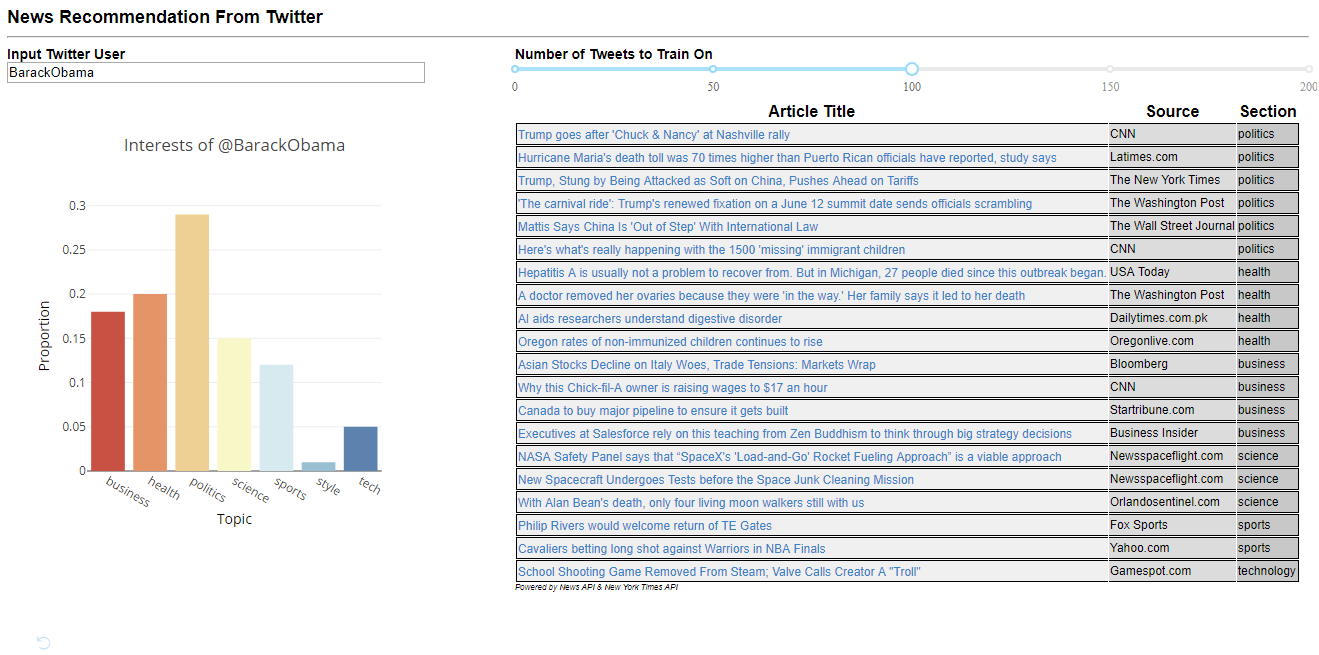 News Recommendation From Twitter
Input Twitter User
BarackObama
Number of Tweets to Train On
0 50 100 150 200
Interests of @BarackObama
0.3
0.25
0.2
0.15
0.1
0.05
0
Proportion
business health politics science sports style tech
Topic
Article Title Source Section
Trump goes after 'Chuck & Nancy' at Nashville rally CNN politics
Hurricane Maria's death toll was 70 times higher than Puerto Rican officials have reported, study says Latimes.com politics
Trump, Stung by Being Attacked as Soft on China, Pushes Ahead on Tariffs The New York Times politics
'The carnival ride': Trump's renewed fixation on a June 12 summit date sends officials scrambling The Washington Post politics
Mattis Says China Is 'Out of Step' With International Law The Wall Street Journal politics
Here's what's really happening with the 1500 'missing' immigrant children CNN politics
Hepatitis A is usually not a problem to recover from. But in Michigan, 27 people died since this outbreak began. USA Today health
A doctor removed her ovaries because they were 'in the way.' Her family says it led to her death The Washington Post health
AI aids researchers understand digestive disorder Dailytimes.com.pk health
Oregon rates of non-immunized children continues to rise Oregonlive.com health
Asian Stocks Decline on Italy Woes, Trade Tensions: Markets Wrap Bloomberg business
Why this Chick-fil-A owner is raising wages to $17 an hour CNN business
Canada to buy major pipeline to ensure it gets built Startribune.com business
Executives at Salesforce rely on this teaching from Zen Buddhism to think through big strategy decisions Business Insider business
NASA Safety Panel says that “SpaceX's 'Load-and-Go' Rocket Fueling Approach” is a viable approach Newsspaceflight.com science
New Spacecraft Undergoes Tests before the Space Junk Cleaning Mission Newsspaceflight.com science
With Alan Bean's death, only four living moon walkers still with us Orlandosentinel.com science
Philip Rivers would welcome return of TE Gates Fox Sports sports
Cavaliers betting long shot against Warriors in NBA Finals Yahoo.com sports
School Shooting Game Removed From Steam; Valve Calls Creator A "Troll" Gamespot.com technology
Powered by News API & New York Times API